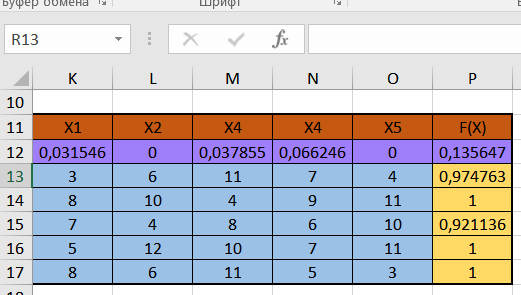 Буфер обмена Шрифт
R13 fx
K L M N O P
10
11 X1 X2 X4 X4 X5 F(X)
12 0,031546 0 0,037855 0,066246 0 0,135647
13 3 6 11 7 4 0,974763
14 8 10 4 9 11 1
15 7 4 8 6 10 0,921136
16 5 12 10 7 11 1
17 8 6 11 5 3 1